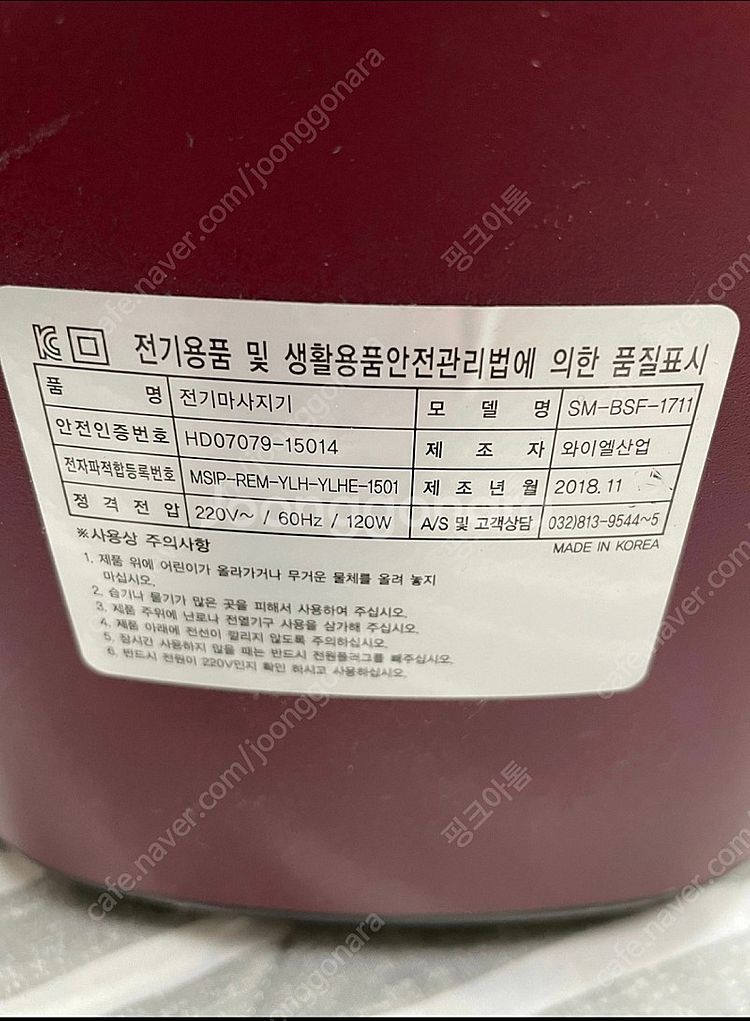 전기용품 및 생활용품안전관리법에 의한 품질표시
품 명 전기마사지기 모 델 명 SM-BSF-1711
안전인증번호 HD07079-15014 제 조 자 와이엘산업
전자파적합등록번호 MSIP-REM-YLH-YLHE-1501 제 조 년 월 2018.11
정 격 전 압 220V~ / 60Hz / 120W A/S 및 고객상담 032)813-9544~5
MADE IN KOREA
※사용상 주의사항
1. 제품 위에 어린이가 올라가거나 무거운 물체를 올려 놓지
마십시오.
2. 습기나 물기가 많은 곳을 피해서 사용하여 주십시오.
3. 제품 주위에 난로나 전열기구 사용을 삼가해 주십시오.
4. 제품 아래에 전선이 깔리지 않도록 주의하십시오.
5. 장시간 사용하지 않을 때는 반드시 전원플러그를 빼주십시오.
6. 반드시 전원이 220V인지 확인 하시고 사용하십시오.
cafe.naver.com/joonggonara
핑크아톰
joonggonara
cafe.naver.com/joonggonara
핑크아톰